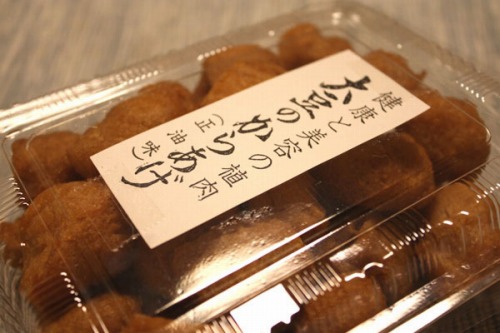 健康と美容の植肉
大豆のからあげ
（正油味）